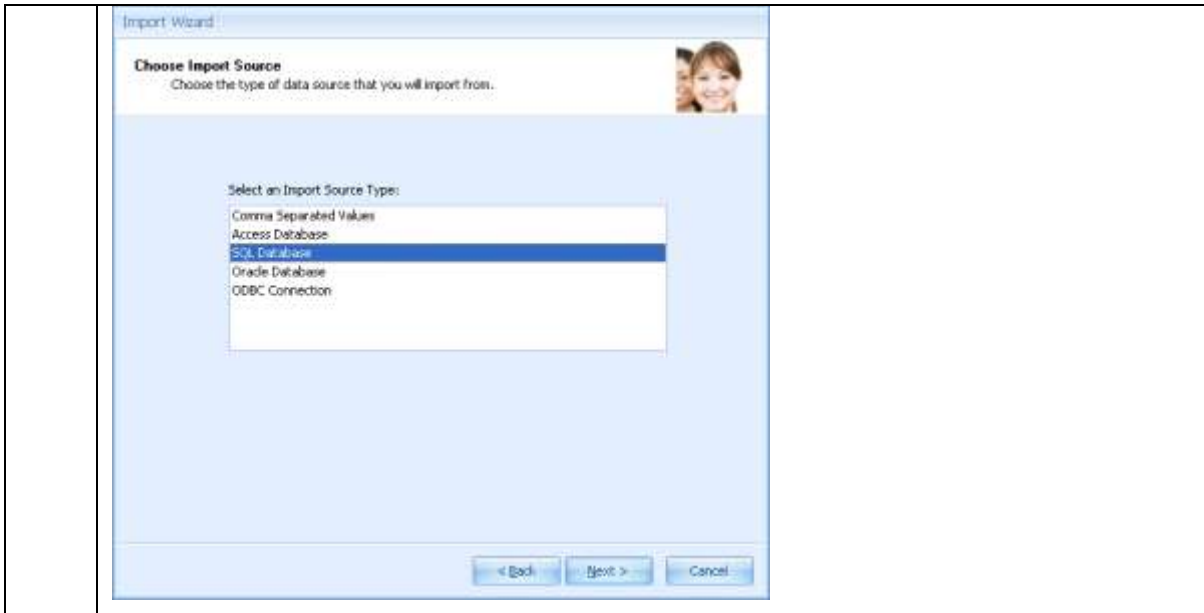 Import Wizard
Choose Import Source
Choose the type of data source that you will import from.
Select an Import Source Type:
Comma Separated Values
Access Database
SQL Database
Oracle Database
ODBC Connection
< Back
Next >
Cancel